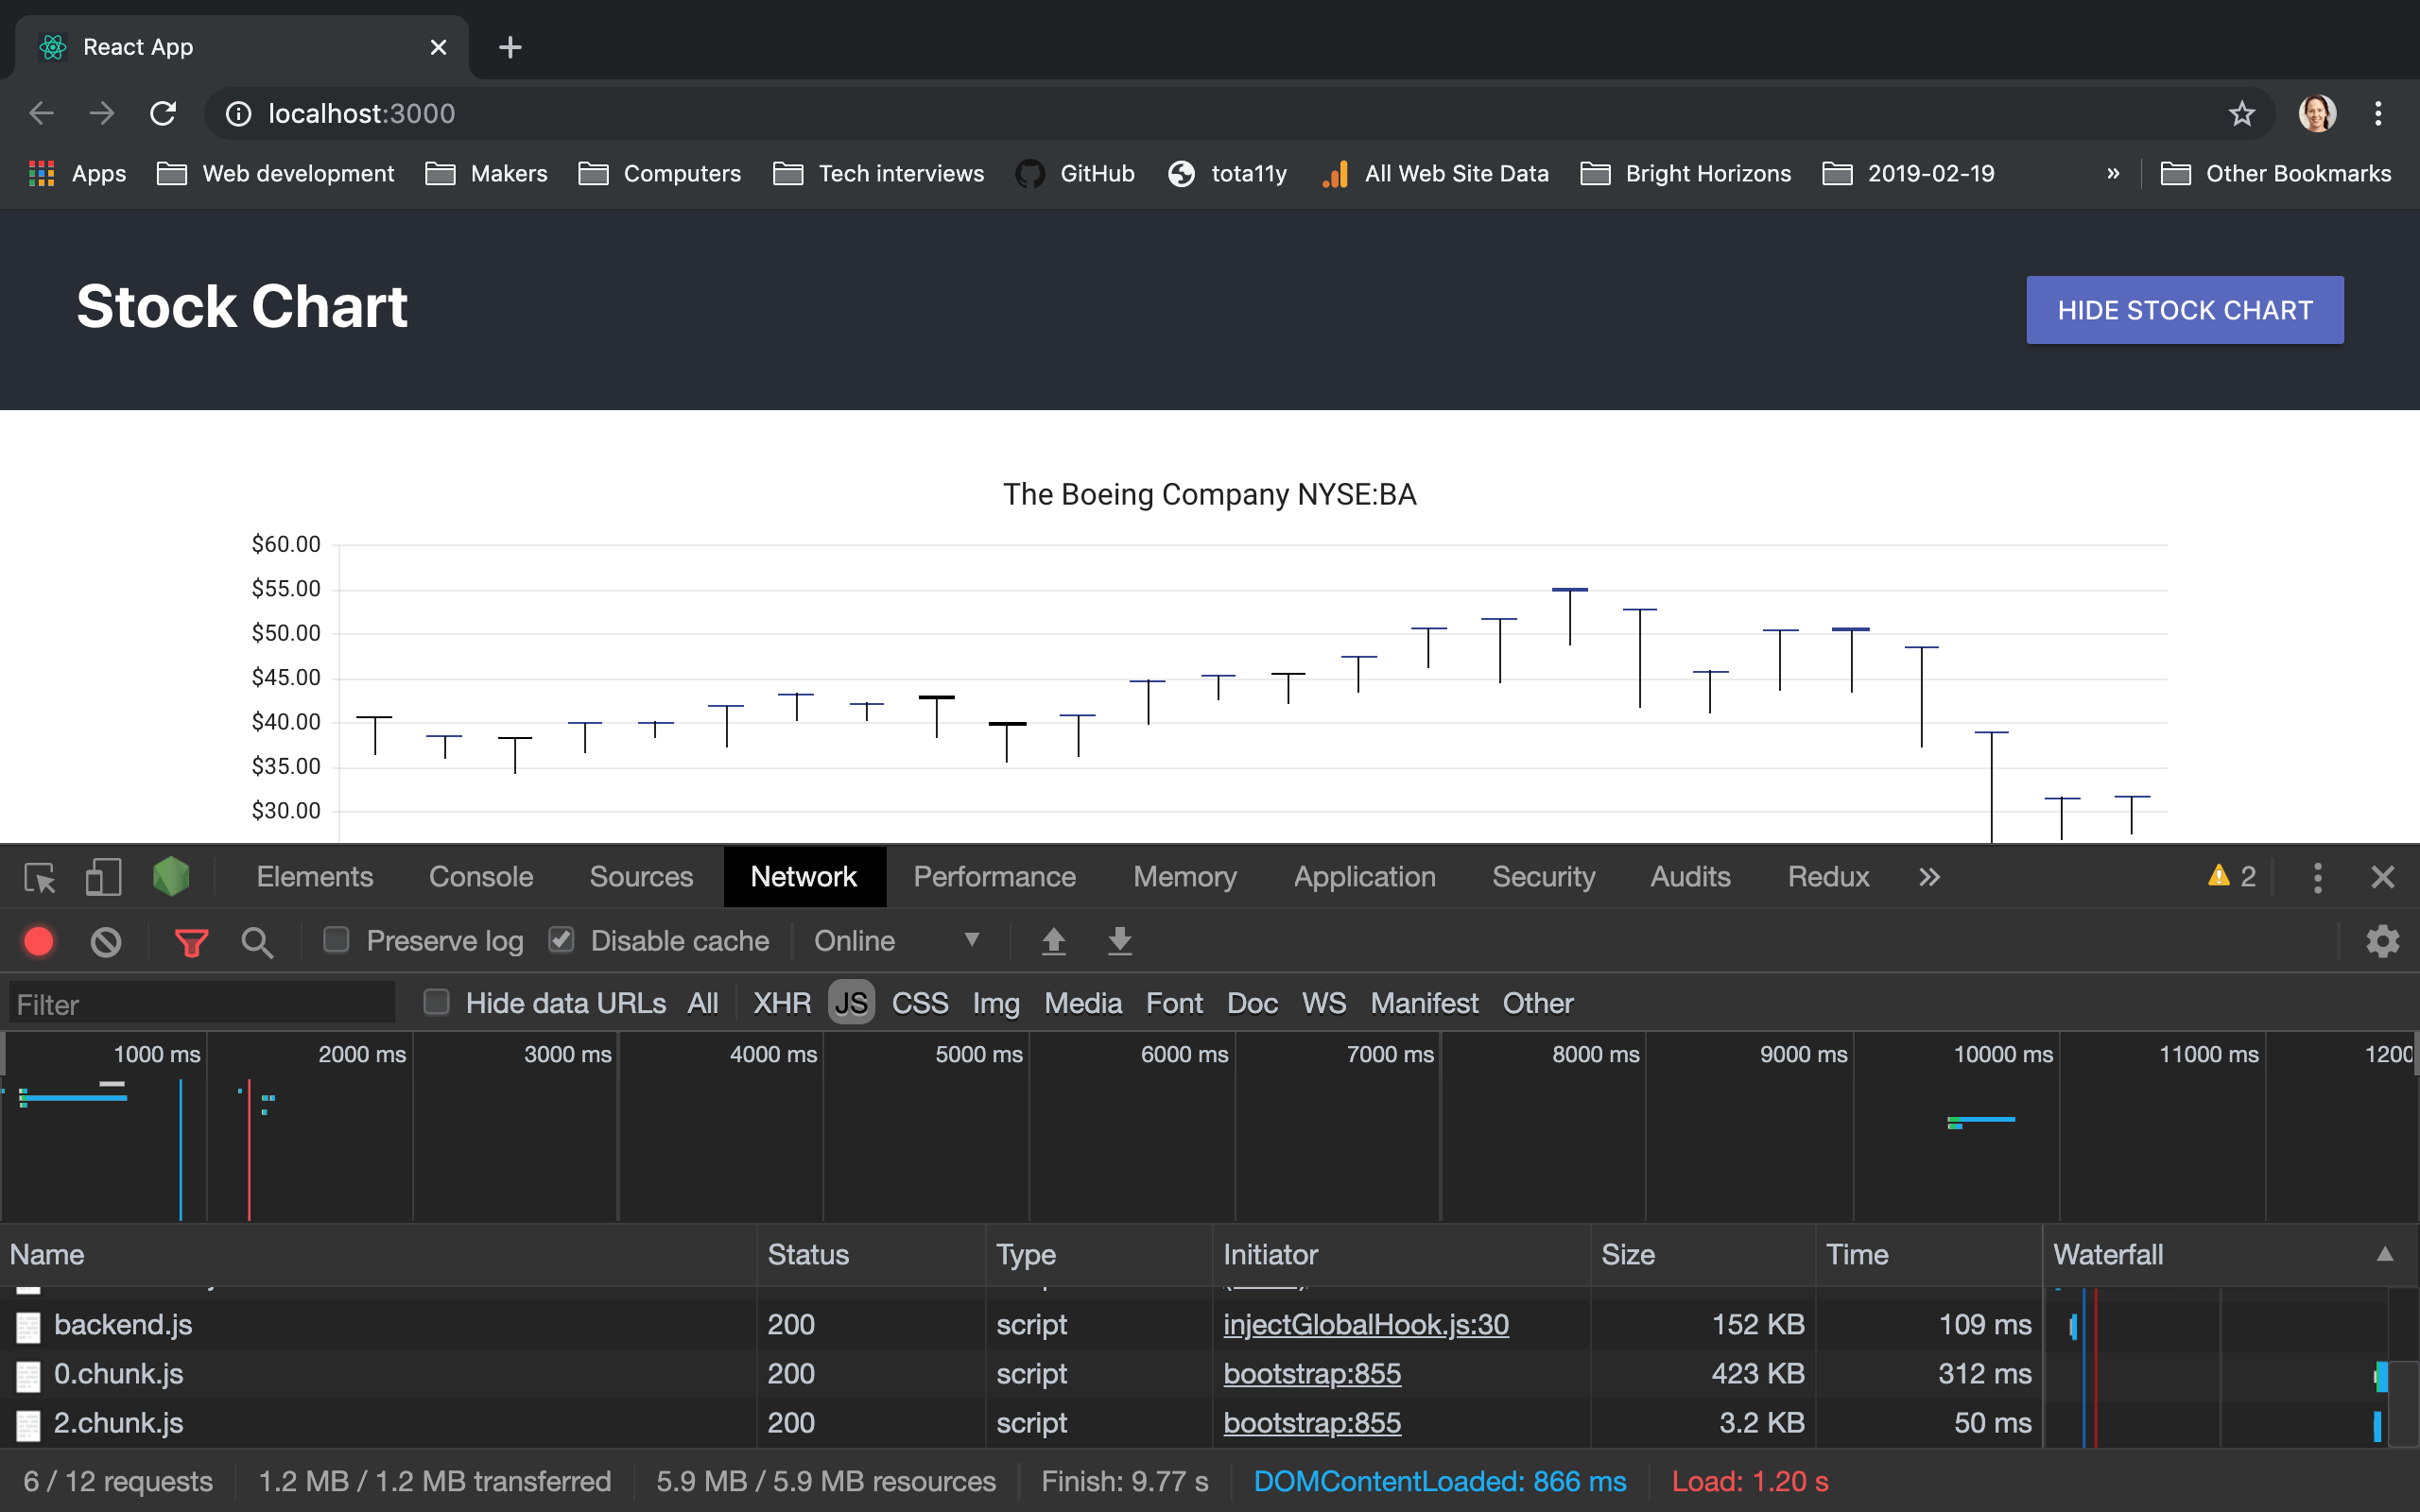 React App
localhost:3000
Apps Web development Makers Computers Tech interviews GitHub tota11y All Web Site Data Bright Horizons 2019-02-19 » Other Bookmarks
Stock Chart
HIDE STOCK CHART
The Boeing Company NYSE:BA
$60.00
$55.00
$50.00
$45.00
$40.00
$35.00
$30.00
Elements Console Sources Network Performance Memory Application Security Audits Redux » 2
Preserve log Disable cache Online
Filter Hide data URLs All XHR JS CSS Img Media Font Doc WS Manifest Other
1000 ms 2000 ms 3000 ms 4000 ms 5000 ms 6000 ms 7000 ms 8000 ms 9000 ms 10000 ms 11000 ms 1200
Name Status Type Initiator Size Time Waterfall
backend.js 200 script injectGlobalHook.js:30 152 KB 109 ms
0.chunk.js 200 script bootstrap:855 423 KB 312 ms
2.chunk.js 200 script bootstrap:855 3.2 KB 50 ms
6 / 12 requests 1.2 MB / 1.2 MB transferred 5.9 MB / 5.9 MB resources Finish: 9.77 s DOMContentLoaded: 866 ms Load: 1.20 s